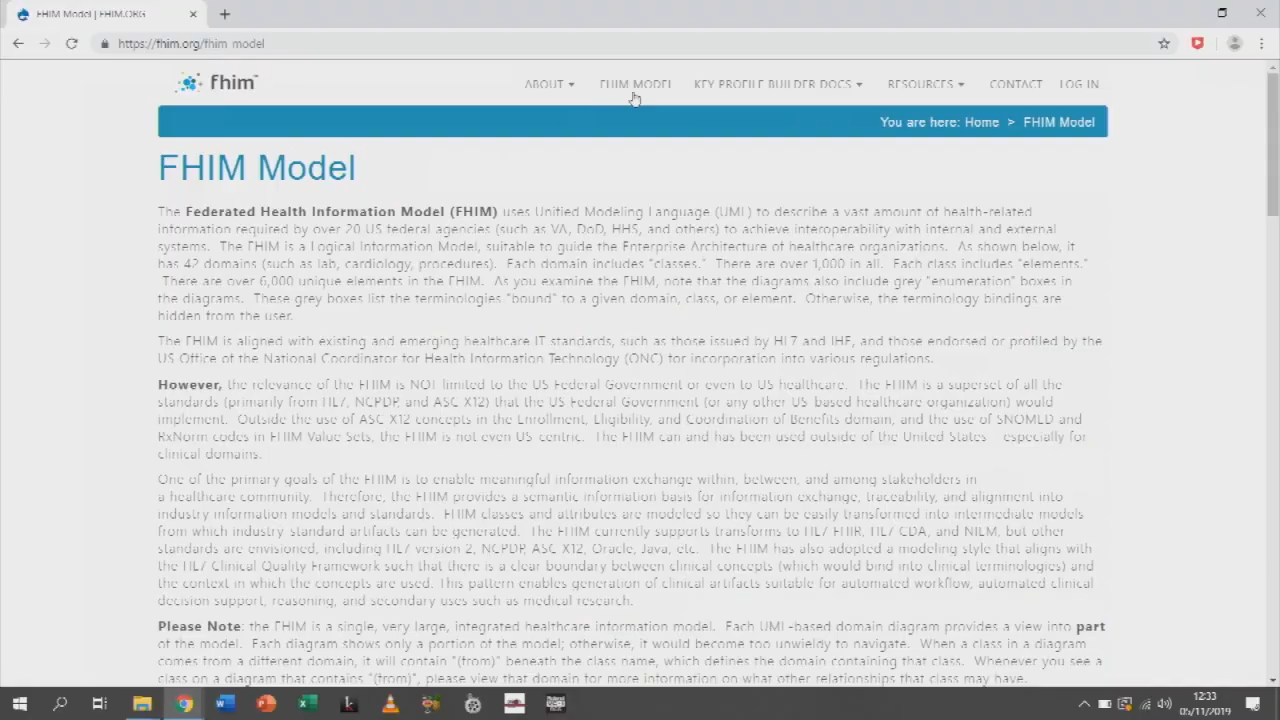 FHIM Model | FHIM.ORG
https://fhim.org/fhim model
fhim™
ABOUT
FHIM MODEL
KEY PROFILE BUILDER DOCS
RESOURCES
CONTACT
LOG IN
You are here: Home > FHIM Model
FHIM Model
The Federated Health Information Model (FHIM) uses Unified Modeling Language (UML) to describe a vast amount of health-related
information required by over 20 US federal agencies (such as VA, DoD, HHS, and others) to achieve interoperability with internal and external
systems. The FHIM is a Logical Information Model, suitable to guide the Enterprise Architecture of healthcare organizations. As shown below, it
has 42 domains (such as lab, cardiology, procedures). Each domain includes "classes." There are over 1,000 in all. Each class includes "elements."
There are over 6,000 unique elements in the FHIM. As you examine the FHIM, note that the diagrams also include grey "enumeration" boxes in
the diagrams. These grey boxes list the terminologies "bound" to a given domain, class, or element. Otherwise, the terminology bindings are
hidden from the user.
The FHIM is aligned with existing and emerging healthcare IT standards, such as those issued by HL7 and IHE, and those endorsed or profiled by the
US Office of the National Coordinator for Health Information Technology (ONC) for incorporation into various regulations.
However, the relevance of the FHIM is NOT limited to the US Federal Government or even to US healthcare. The FHIM is a superset of all the
standards (primarily from HL7, NCPDP, and ASC X12) that the US Federal Government (or any other US based healthcare organization) would
implement. Outside the use of ASC X12 concepts in the Enrollment, Eligibility, and Coordination of Benefits domain, and the use of SNOMED and
RxNorm codes in FHIM Value Sets, the FHIM is not even US centric. The FHIM can and has been used outside of the United States especially for
clinical domains.
One of the primary goals of the FHIM is to enable meaningful information exchange within, between, and among stakeholders in
a healthcare community. Therefore, the FHIM provides a semantic information basis for information exchange, traceability, and alignment into
industry information models and standards. FHIM classes and attributes are modeled so they can be easily transformed into intermediate models
from which industry standard artifacts can be generated. The FHIM currently supports transforms to HL7 FHIR, HL7 CDA, and NIEM, but other
standards are envisioned, including HL7 version 2, NCPDP, ASC X12, Oracle, Java, etc. The FHIM has also adopted a modeling style that aligns with
the HL7 Clinical Quality Framework such that there is a clear boundary between clinical concepts (which would bind into clinical terminologies) and
the context in which the concepts are used. This pattern enables generation of clinical artifacts suitable for automated workflow, automated clinical
decision support, reasoning, and secondary uses such as medical research.
Please Note: the FHIM is a single, very large, integrated healthcare information model. Each UML-based domain diagram provides a view into part
of the model. Each diagram shows only a portion of the model; otherwise, it would become too unwieldy to navigate. When a class in a diagram
comes from a different domain, it will contain "(from)" beneath the class name, which defines the domain containing that class. Whenever you see a
class on a diagram that contains "(from)", please view that domain for more information on what other relationships that class may have.
12:33
05/11/2019